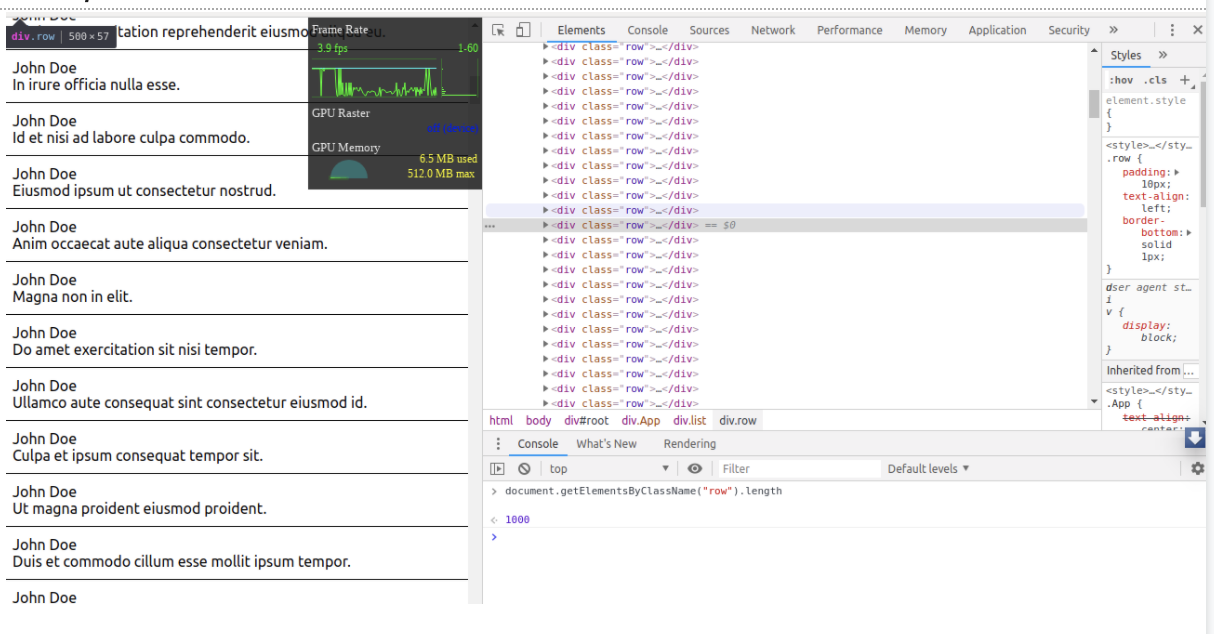 div.row | 500×57
tation reprehenderit eiusmod aliqua eu.
John Doe
In irure officia nulla esse.
John Doe
Id et nisi ad labore culpa commodo.
John Doe
Eiusmod ipsum ut consectetur nostrud.
John Doe
Anim occaecat aute aliqua consectetur veniam.
John Doe
Magna non in elit.
John Doe
Do amet exercitation sit nisi tempor.
John Doe
Ullamco aute consequat sint consectetur eiusmod id.
John Doe
Culpa et ipsum consequat tempor sit.
John Doe
Ut magna proident eiusmod proident.
John Doe
Duis et commodo cillum esse mollit ipsum tempor.
John Doe
Frame Rate
3.9 fps 1-60
GPU Raster
off (device)
GPU Memory
6.5 MB used
512.0 MB max
Elements Console Sources Network Performance Memory Application Security »
<div class="row">…</div>
<div class="row">…</div>
<div class="row">…</div>
<div class="row">…</div>
<div class="row">…</div>
<div class="row">…</div>
<div class="row">…</div>
<div class="row">…</div>
<div class="row">…</div>
<div class="row">…</div>
<div class="row">…</div>
<div class="row">…</div>
<div class="row">…</div> == $0
<div class="row">…</div>
<div class="row">…</div>
<div class="row">…</div>
<div class="row">…</div>
<div class="row">…</div>
<div class="row">…</div>
<div class="row">…</div>
<div class="row">…</div>
<div class="row">…</div>
<div class="row">…</div>
<div class="row">…</div>
<div class="row">…</div>
html body div#root div.App div.list div.row
Styles »
:hov .cls +
element.style
{
}
<style>…</sty…
.row {
padding:
10px;
text-align:
left;
border-
bottom:
solid
1px;
}
user agent st…
div {
display:
block;
}
Inherited from …
<style>…</sty…
.App {
text-align:
center;
Console What's New Rendering
top Filter Default levels
> document.getElementsByClassName("row").length
1000
>